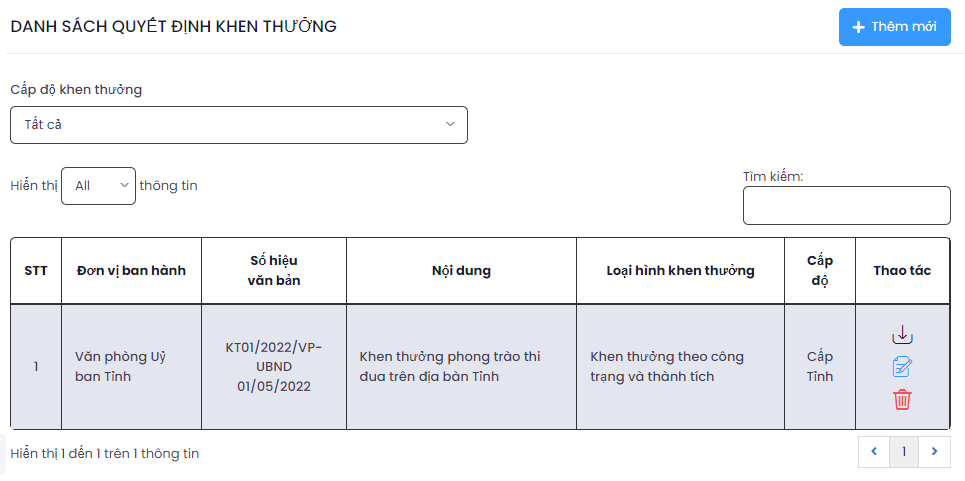 DANH SÁCH QUYẾT ĐỊNH KHEN THƯỞNG
Thêm mới
Cấp độ khen thưởng
Tất cả
Hiển thị All thông tin
Tìm kiếm:
STT
Đơn vị ban hành
Số hiệu
văn bản
Nội dung
Loại hình khen thưởng
Cấp
độ
Thao tác
1
Văn phòng Uỷ
ban Tỉnh
KT01/2022/VP-
UBND
01/05/2022
Khen thưởng phong trào thi
đua trên địa bàn Tỉnh
Khen thưởng theo công
trạng và thành tích
Cấp
Tỉnh
Hiển thị 1 đến 1 trên 1 thông tin
1